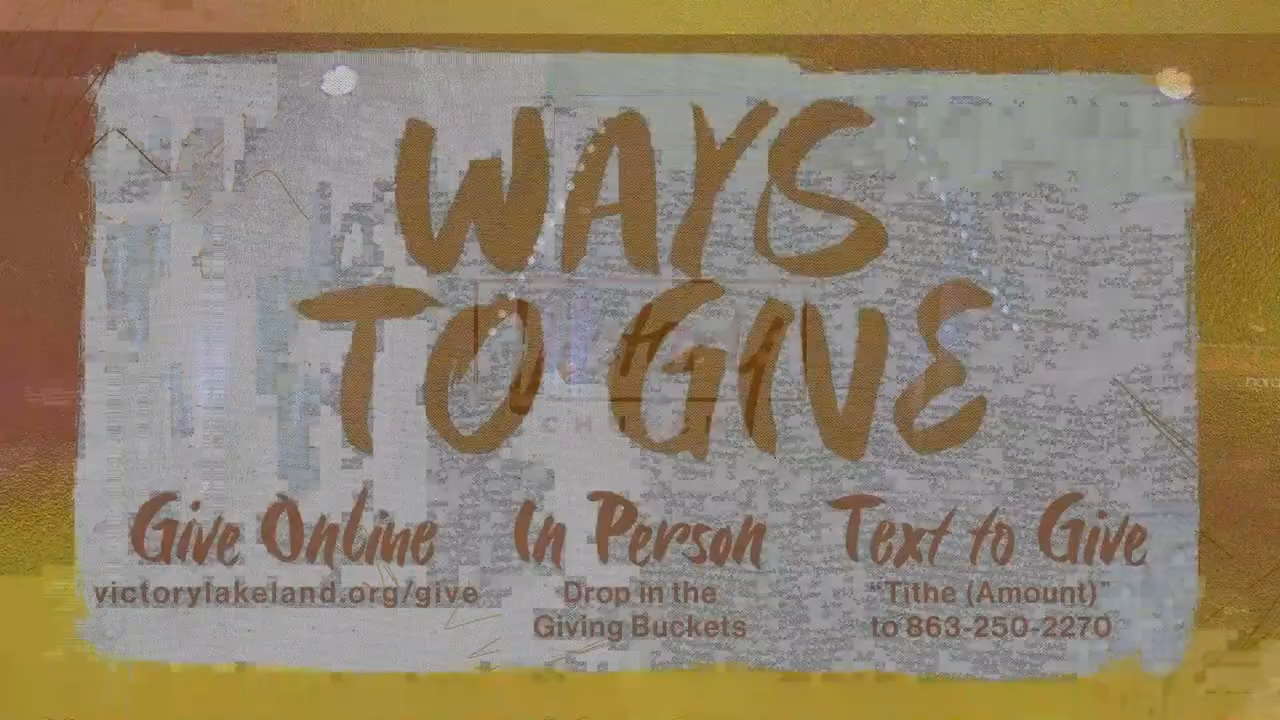 WAYS
TO GIVE
Give Online
victorylakeland.org/give
In Person
Drop in the
Giving Buckets
Text to Give
“Tithe (Amount)”
to 863-250-2270